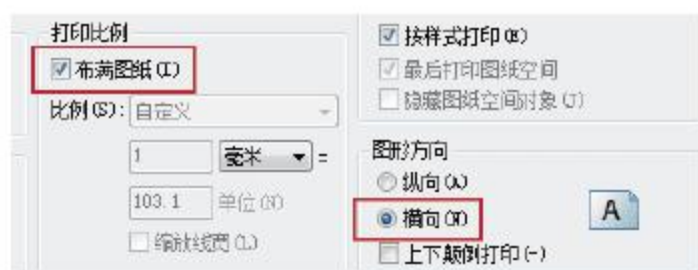 打印比例
布满图纸(I)
比例(S): 自定义
1 毫米 =
103.1 单位(N)
缩放线宽(L)
按样式打印(E)
最后打印图纸空间
隐藏图纸空间对象(J)
图形方向
纵向(A)
横向(N)
A
上下颠倒打印(-)